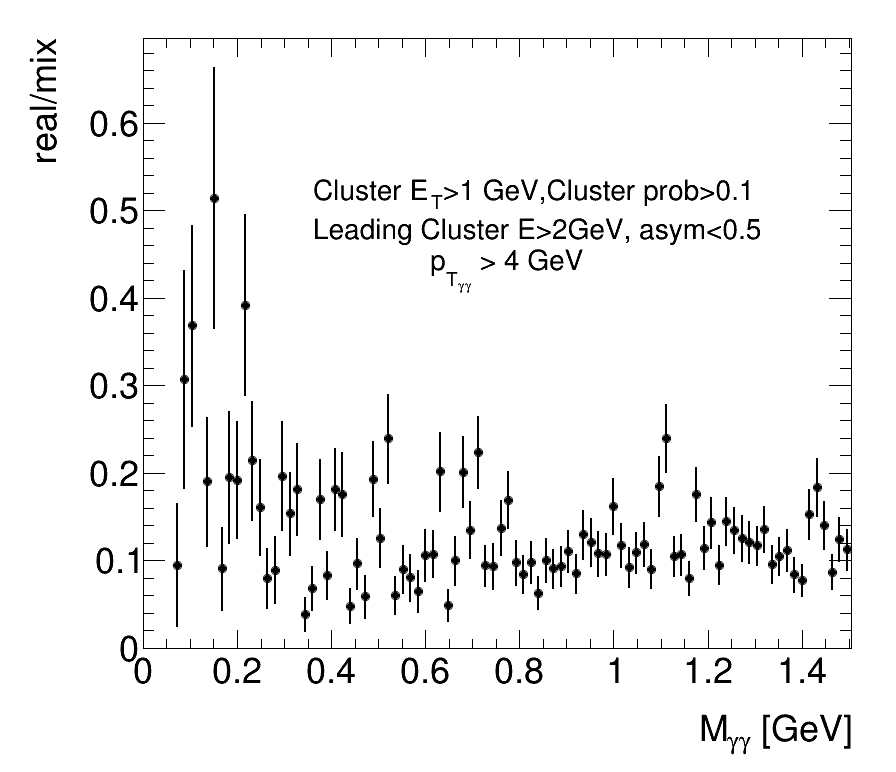 real/mix
0.6
Cluster E_T>1 GeV,Cluster prob>0.1
0.5
Leading Cluster E>2GeV, asym<0.5
p_Tγγ > 4 GeV
0.4
0.3
0.2
0.1
0
0 0.2 0.4 0.6 0.8 1 1.2 1.4
M_γγ [GeV]